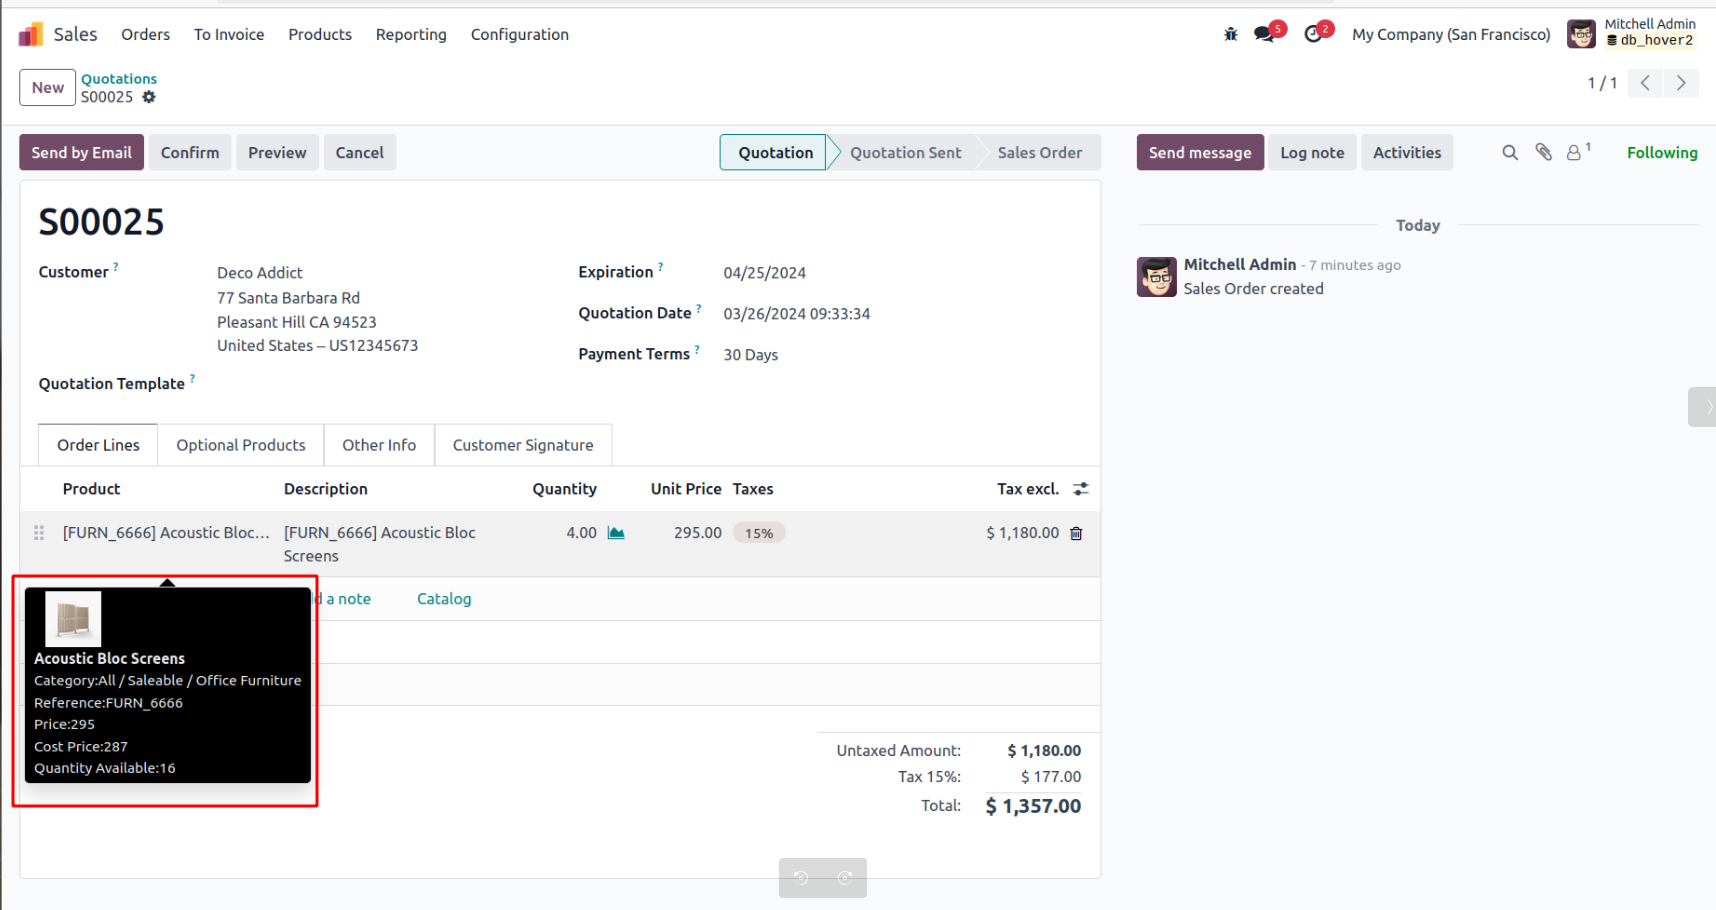 Sales Orders To Invoice Products Reporting Configuration 5 2 My Company (San Francisco) Mitchell Admin
db_hover2
New Quotations
S00025 1 / 1
Send by Email Confirm Preview Cancel Quotation Quotation Sent Sales Order Send message Log note Activities 1 Following
S00025
Today
Customer ? Deco Addict Expiration ? 04/25/2024
Mitchell Admin - 7 minutes ago
Sales Order created
77 Santa Barbara Rd
Quotation Date ? 03/26/2024 09:33:34
Pleasant Hill CA 94523
United States – US12345673
Payment Terms ? 30 Days
Quotation Template ?
Order Lines Optional Products Other Info Customer Signature
Product Description Quantity Unit Price Taxes Tax excl.
[FURN_6666] Acoustic Bloc... [FURN_6666] Acoustic Bloc 4.00 295.00 15% $ 1,180.00
Screens
d a note Catalog
Acoustic Bloc Screens
Category:All / Saleable / Office Furniture
Reference:FURN_6666
Price:295
Cost Price:287
Quantity Available:16
Untaxed Amount: $ 1,180.00
Tax 15%: $ 177.00
Total: $ 1,357.00